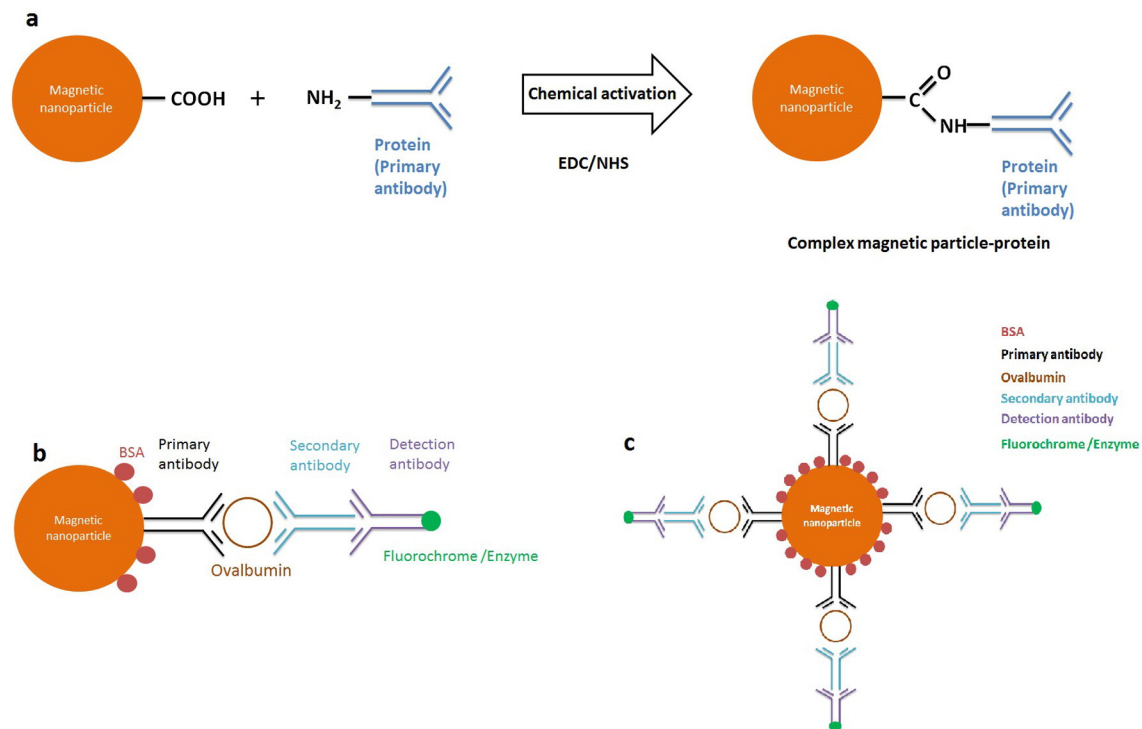 a
Magnetic
nanoparticle
COOH
+
NH2
Protein
(Primary
antibody)
Chemical activation
EDC/NHS
Magnetic
nanoparticle
C
O
NH
Protein
(Primary
antibody)
Complex magnetic particle-protein
b
BSA
Primary
antibody
Secondary
antibody
Detection
antibody
Magnetic
nanoparticle
Ovalbumin
Fluorochrome/Enzyme
c
Magnetic
nanoparticle
BSA
Primary antibody
Ovalbumin
Secondary antibody
Detection antibody
Fluorochrome/Enzyme